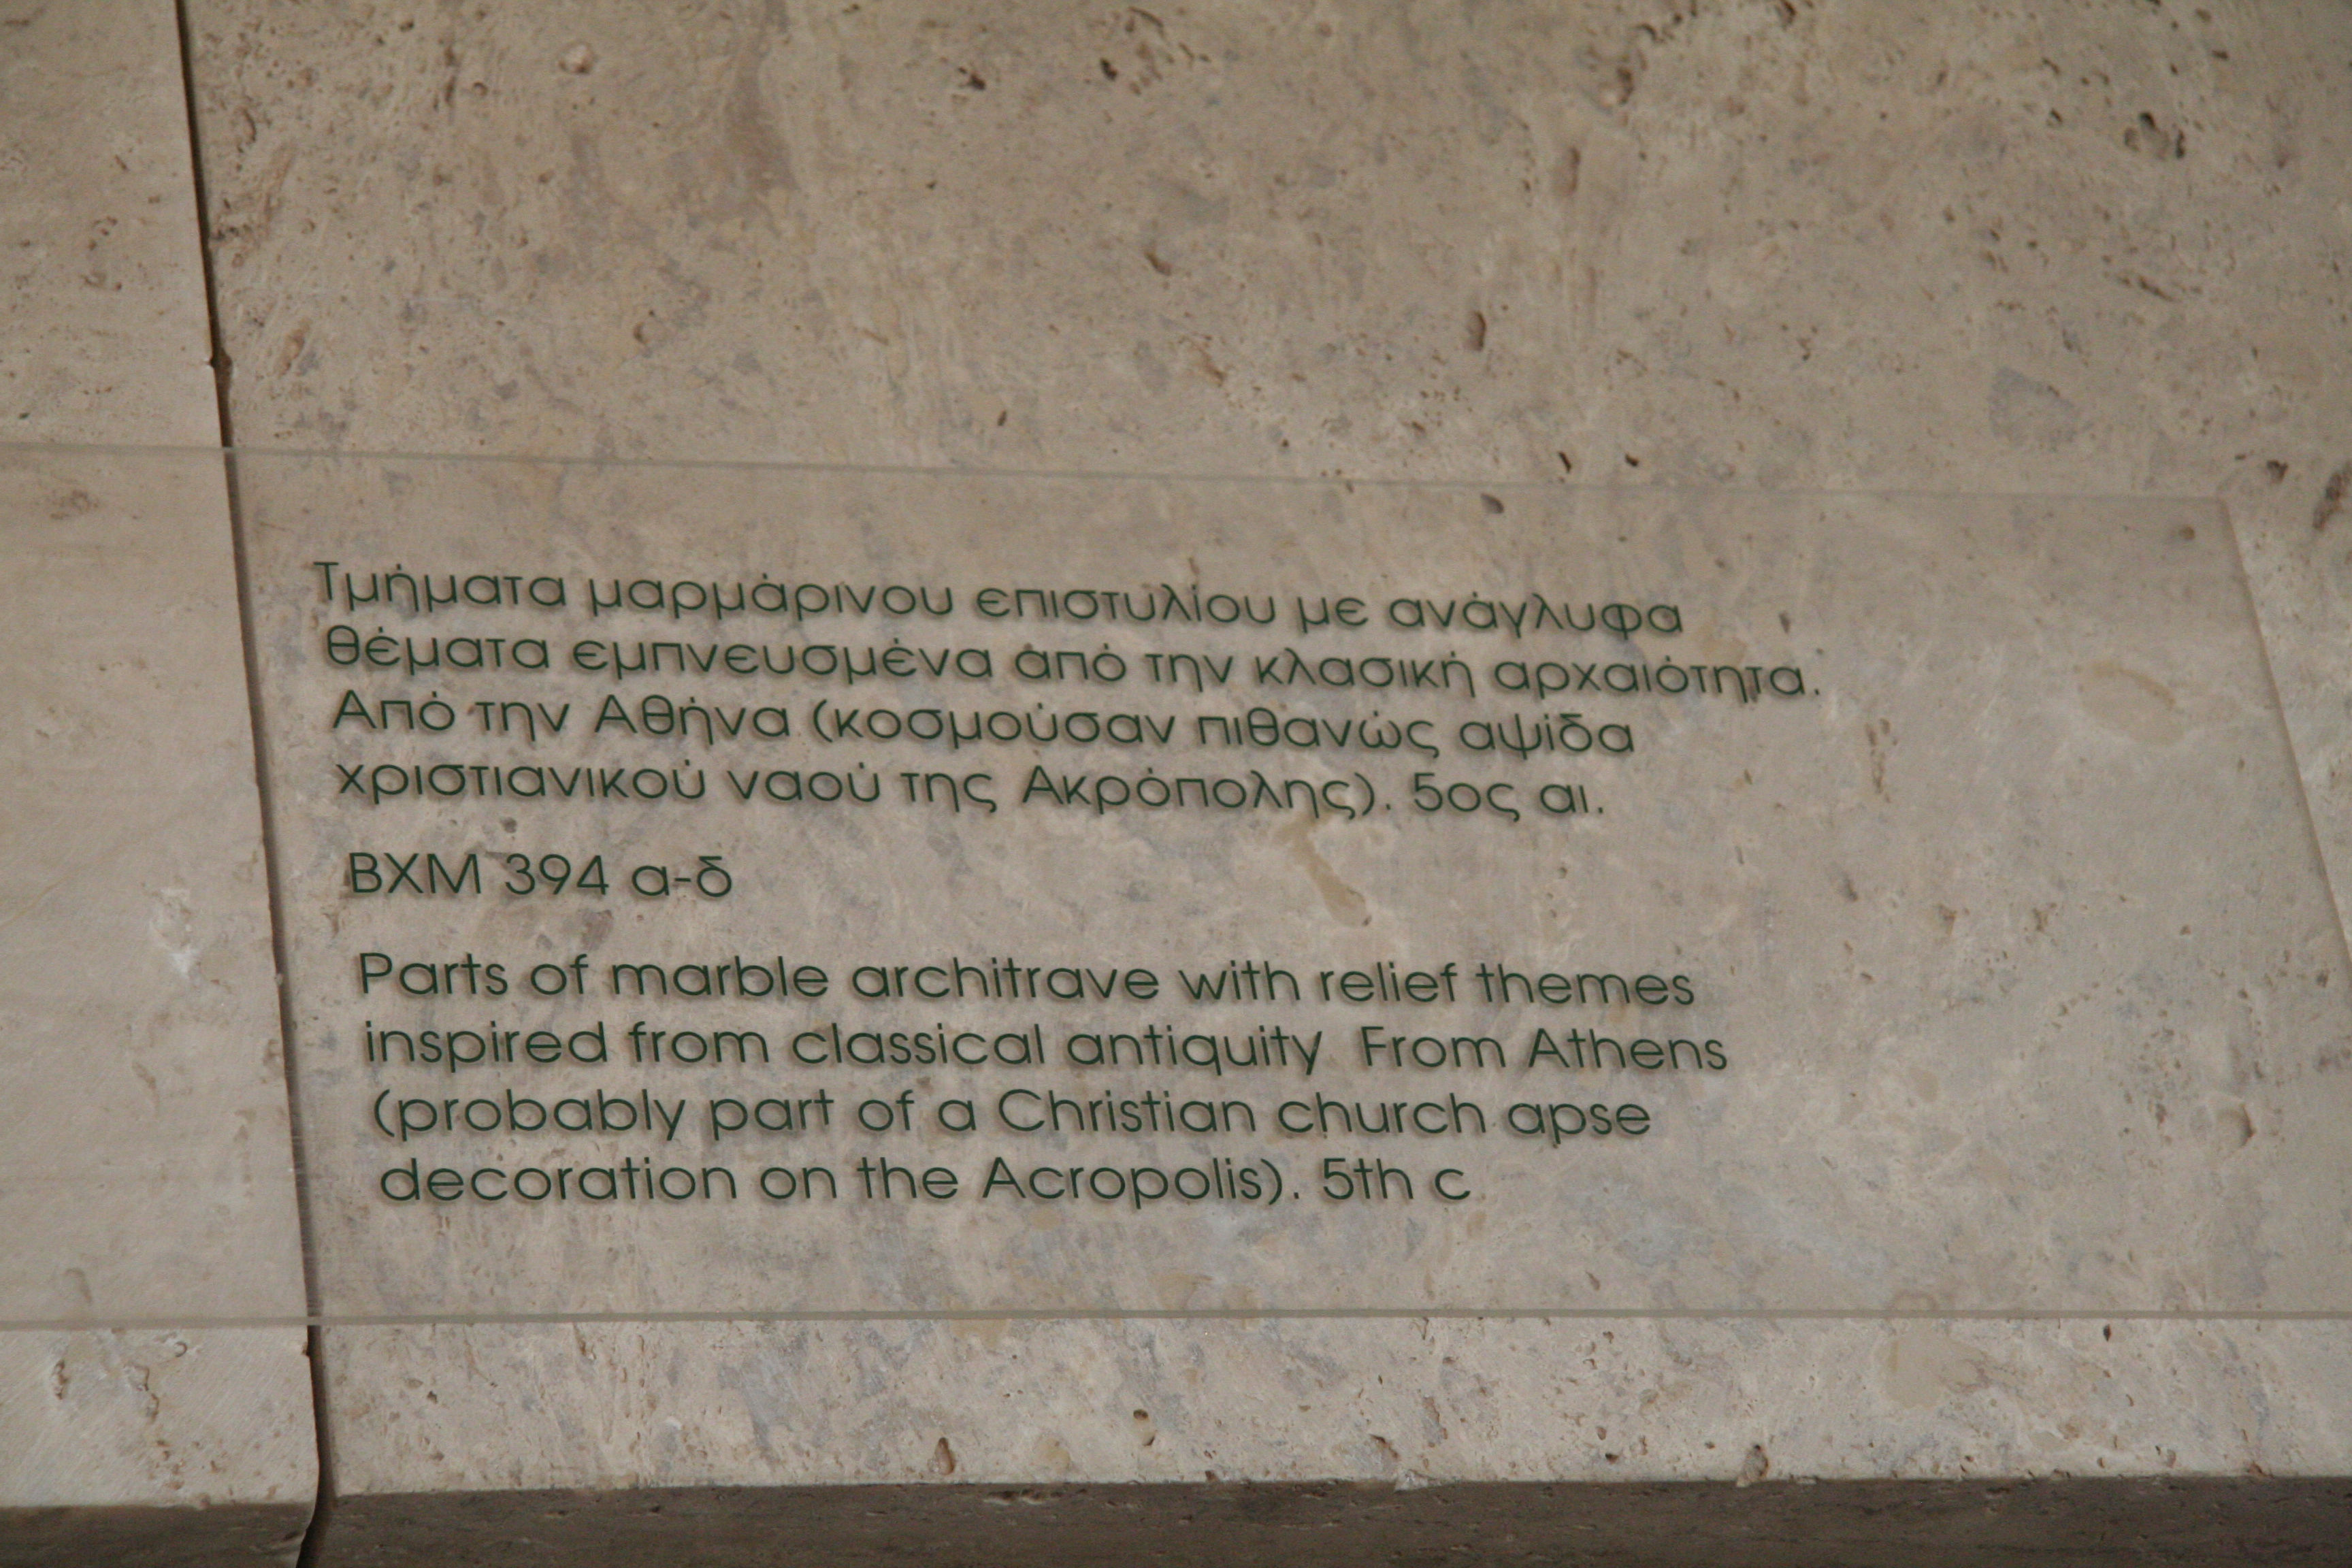 Τμήματα μαρμάρινου επιστυλίου με ανάγλυφα
θέματα εμπνευσμένα από την κλασική αρχαιότητα.
Από την Αθήνα (κοσμούσαν πιθανώς αψίδα
χριστιανικού ναού της Ακρόπολης). 5ος αι.
ΒΧΜ 394 α-δ
Parts of marble architrave with relief themes
inspired from classical antiquity From Athens
(probably part of a Christian church apse
decoration on the Acropolis). 5th c